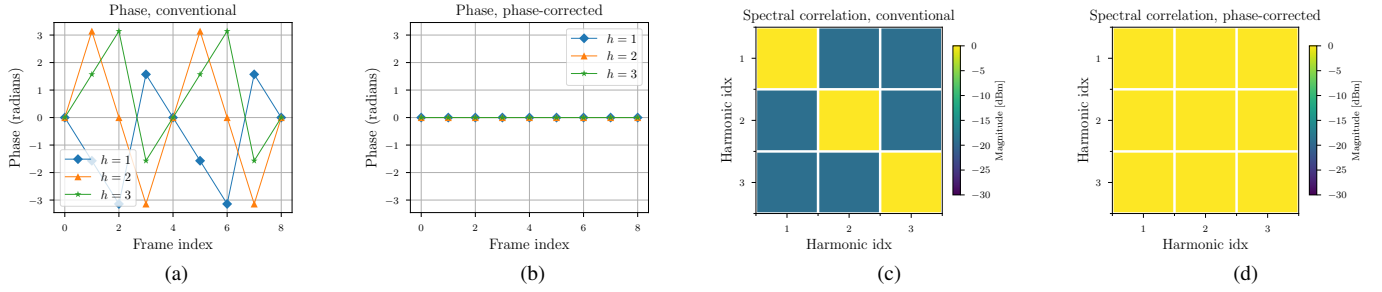 Phase, conventional
Phase (radians)
3
2
1
0
−1
−2
−3
h = 1
h = 2
h = 3
0 2 4 6 8
Frame index
(a)
Phase, phase-corrected
Phase (radians)
3
2
1
0
−1
−2
−3
h = 1
h = 2
h = 3
0 2 4 6 8
Frame index
(b)
Spectral correlation, conventional
Harmonic idx
1
2
3
1 2 3
Harmonic idx
0
−5
−10
−15
−20
−25
−30
Magnitude [dBm]
(c)
Spectral correlation, phase-corrected
Harmonic idx
1
2
3
1 2 3
Harmonic idx
0
−5
−10
−15
−20
−25
−30
Magnitude [dBm]
(d)